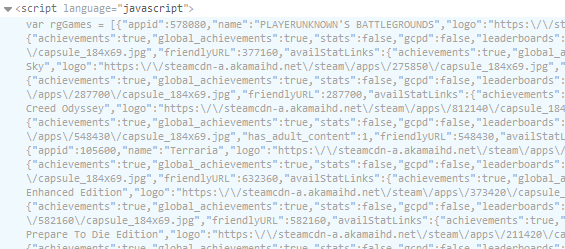 <script language="javascript">
var rgGames = [{"appid":578080,"name":"PLAYERUNKNOWN'S BATTLEGROUNDS","logo":"https:\/\/s
{"achievements":true,"global_achievements":true,"stats":false,"gcpd":false,"leaderboards":
\/capsule_184x69.jpg","friendlyURL":377160,"availStatLinks":{"achievements":true,"global_a
Sky","logo":"https:\/\/steamcdn-a.akamaihd.net\/steam\/apps\/275850\/capsule_184x69.jpg","
{"achievements":true,"global_achievements":true,"stats":false,"gcpd":false,"leaderboards":
\/apps\/287700\/capsule_184x69.jpg","friendlyURL":287700,"availStatLinks":{"achievements":
Creed Odyssey","logo":"https:\/\/steamcdn-a.akamaihd.net\/steam\/apps\/812140\/capsule_184
{"achievements":true,"global_achievements":true,"stats":false,"gcpd":false,"leaderboards":
\/apps\/548430\/capsule_184x69.jpg","has_adult_content":1,"friendlyURL":548430,"availStatL
{"appid":105600,"name":"Terraria","logo":"https:\/\/steamcdn-a.akamaihd.net\/steam\/apps\/
{"achievements":true,"global_achievements":true,"stats":false,"gcpd":false,"leaderboards":
\/capsule_184x69.jpg","friendlyURL":632360,"availStatLinks":{"achievements":true,"global_a
Enhanced Edition","logo":"https:\/\/steamcdn-a.akamaihd.net\/steam\/apps\/373420\/capsule_
{"achievements":true,"global_achievements":true,"stats":false,"gcpd":false,"leaderboards":
\/582160\/capsule_184x69.jpg","friendlyURL":582160,"availStatLinks":{"achievements":true,"
Prepare To Die Edition","logo":"https:\/\/steamcdn-a.akamaihd.net\/steam\/apps\/211420\/ca
{"achievements":true,"global_achievements":true,"stats":false,"gcpd":false,"leaderboards":